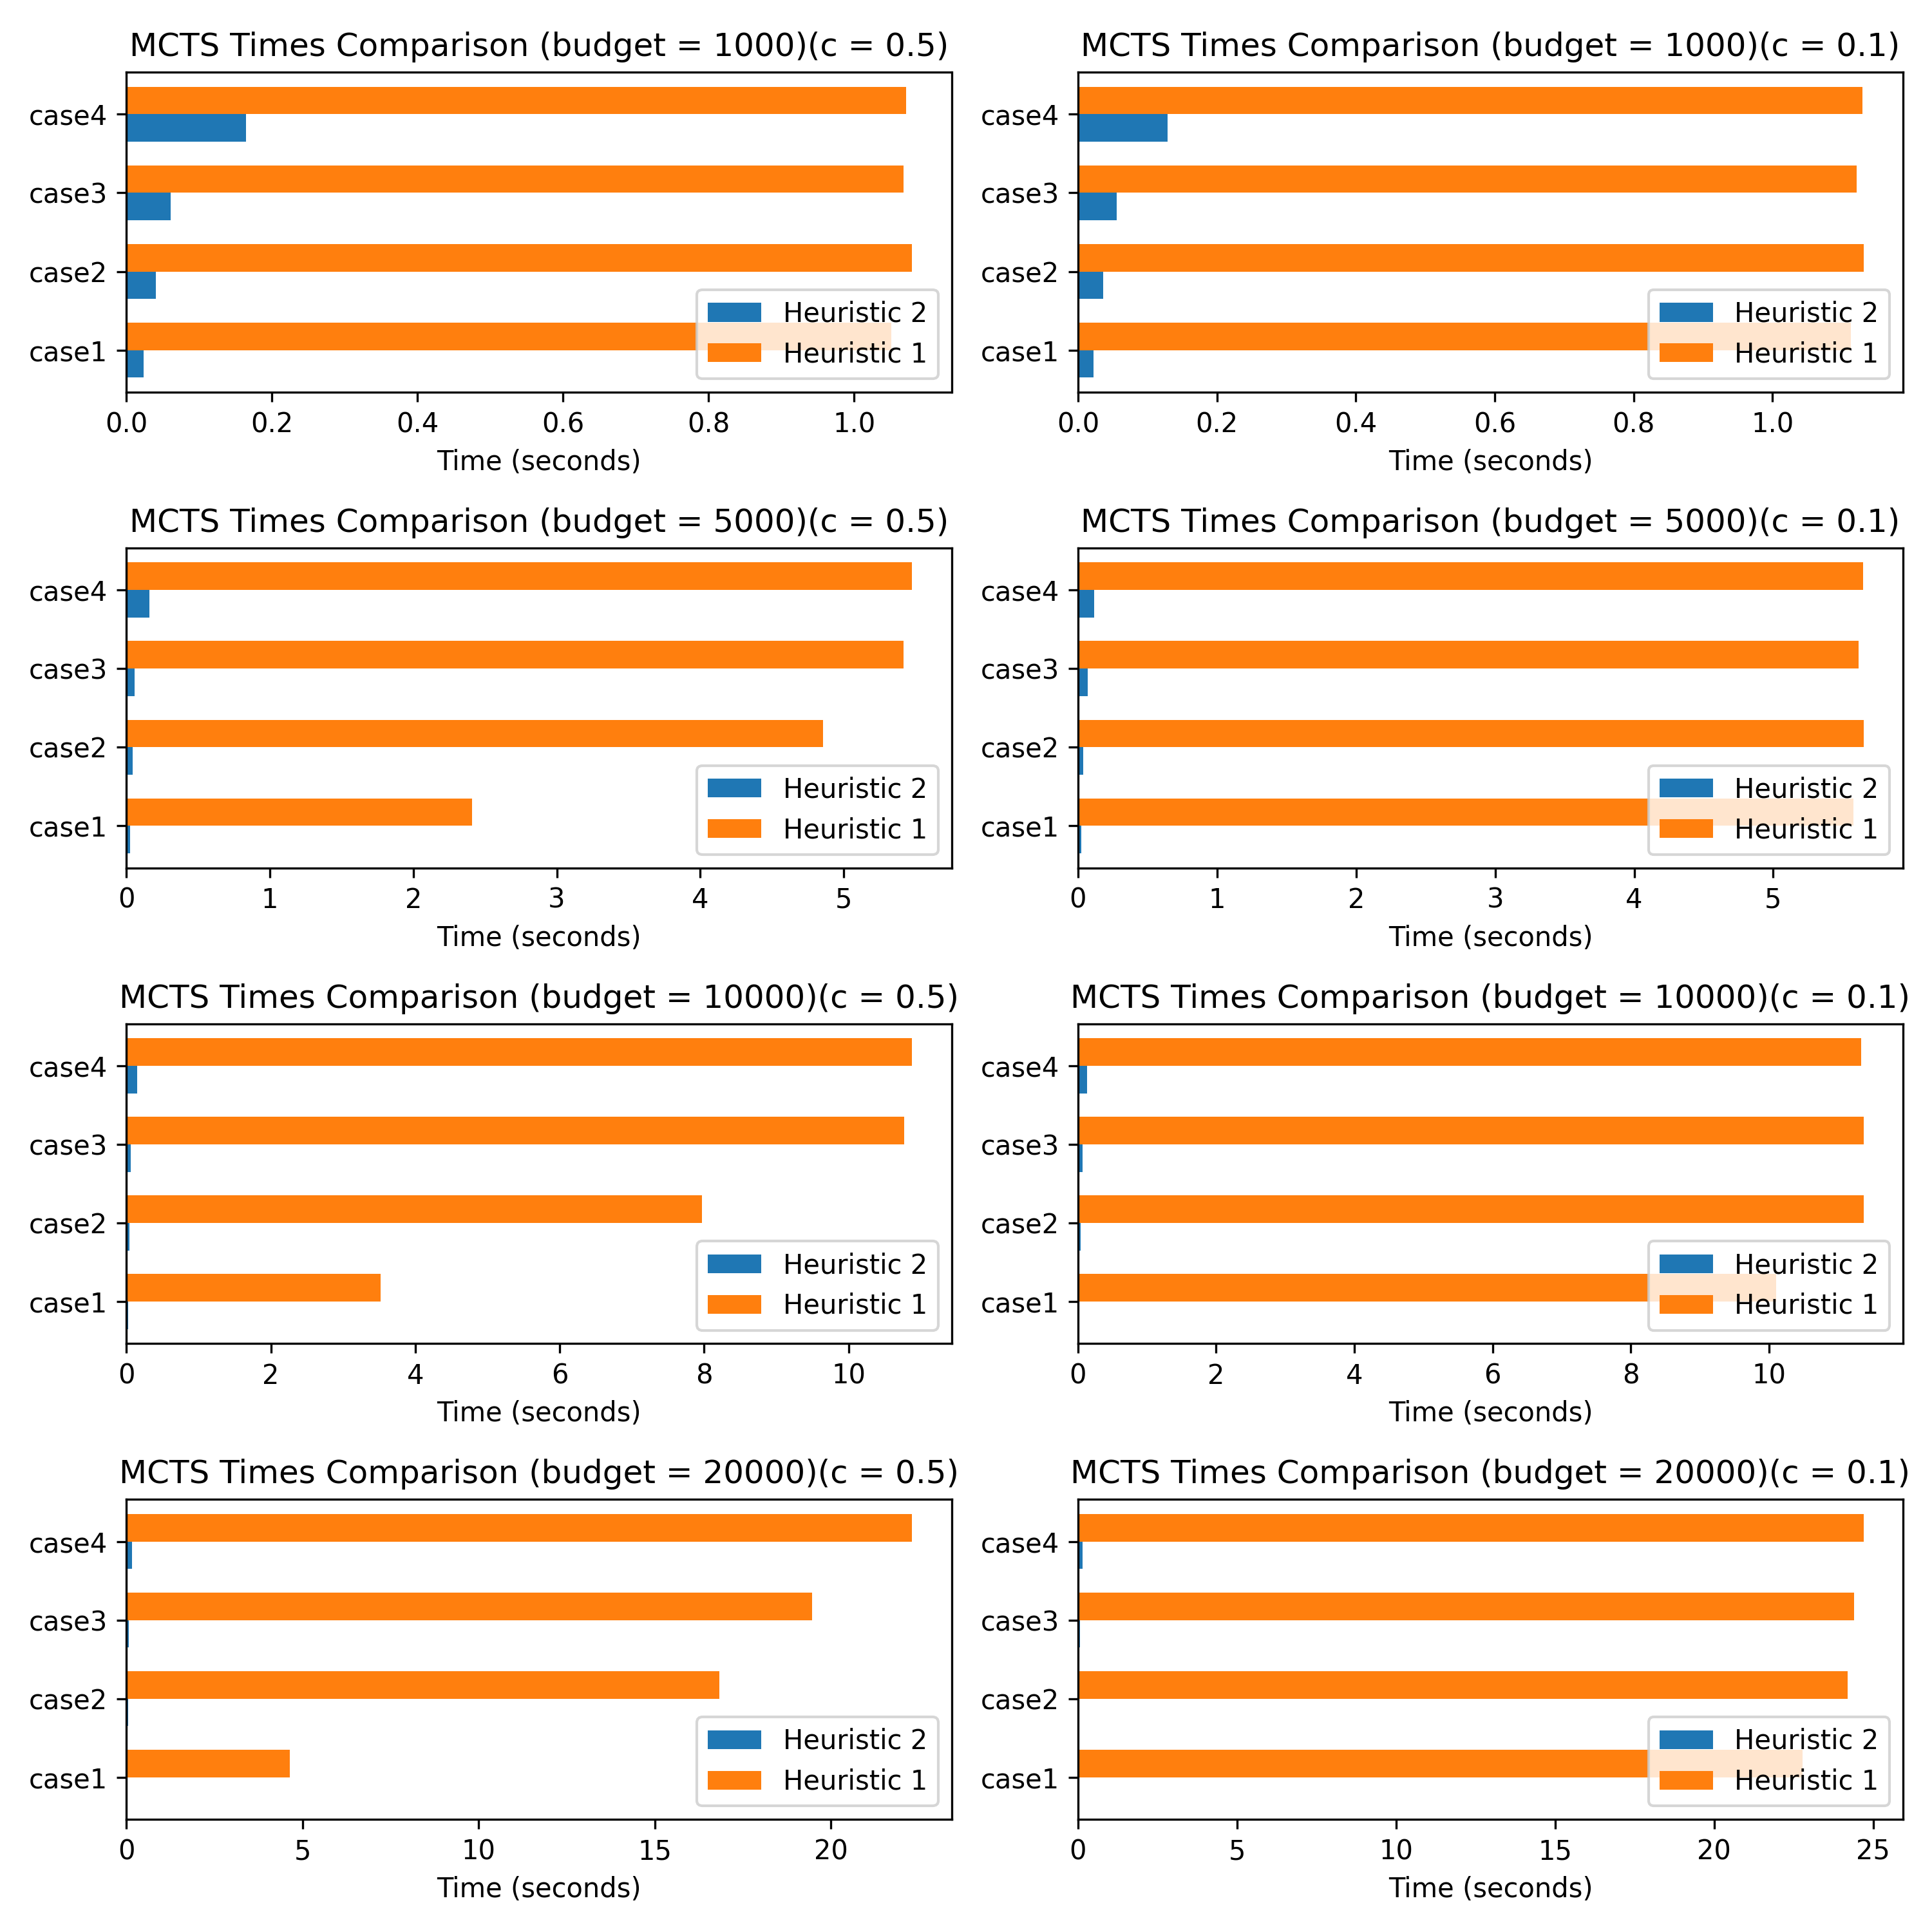 MCTS Times Comparison (budget = 1000)(c = 0.5)
case4
case3
case2
case1
Heuristic 2
Heuristic 1
0.0 0.2 0.4 0.6 0.8 1.0
Time (seconds)
MCTS Times Comparison (budget = 1000)(c = 0.1)
case4
case3
case2
case1
Heuristic 2
Heuristic 1
0.0 0.2 0.4 0.6 0.8 1.0
Time (seconds)
MCTS Times Comparison (budget = 5000)(c = 0.5)
case4
case3
case2
case1
Heuristic 2
Heuristic 1
0 1 2 3 4 5
Time (seconds)
MCTS Times Comparison (budget = 5000)(c = 0.1)
case4
case3
case2
case1
Heuristic 2
Heuristic 1
0 1 2 3 4 5
Time (seconds)
MCTS Times Comparison (budget = 10000)(c = 0.5)
case4
case3
case2
case1
Heuristic 2
Heuristic 1
0 2 4 6 8 10
Time (seconds)
MCTS Times Comparison (budget = 10000)(c = 0.1)
case4
case3
case2
case1
Heuristic 2
Heuristic 1
0 2 4 6 8 10
Time (seconds)
MCTS Times Comparison (budget = 20000)(c = 0.5)
case4
case3
case2
case1
Heuristic 2
Heuristic 1
0 5 10 15 20
Time (seconds)
MCTS Times Comparison (budget = 20000)(c = 0.1)
case4
case3
case2
case1
Heuristic 2
Heuristic 1
0 5 10 15 20 25
Time (seconds)